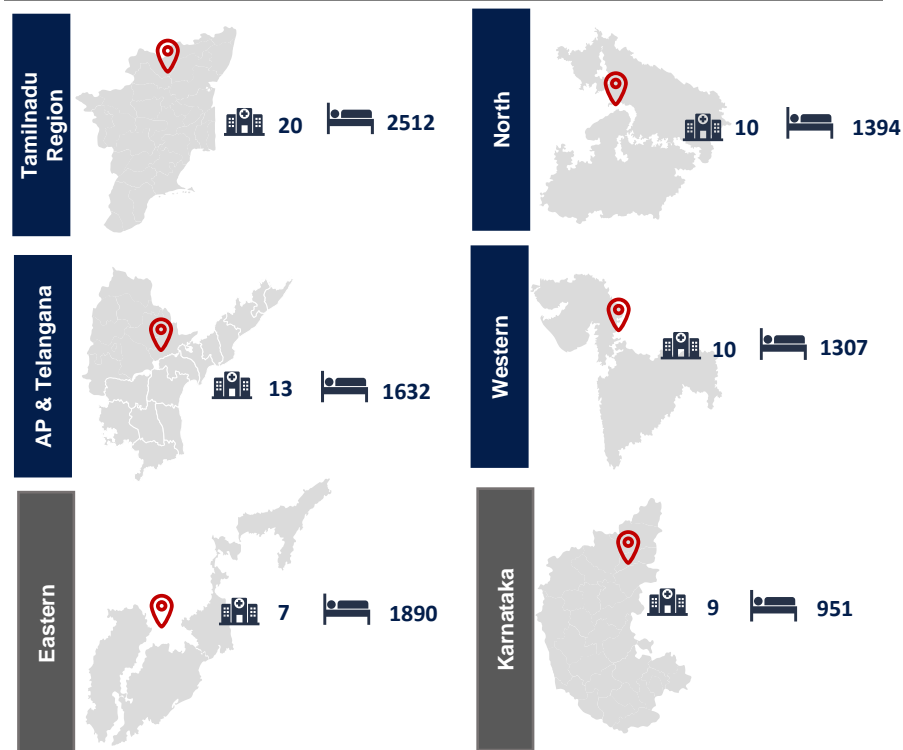 Tamilnadu
Region
20
2512
North
10
1394
AP & Telangana
13
1632
Western
10
1307
Eastern
7
1890
Karnataka
9
951